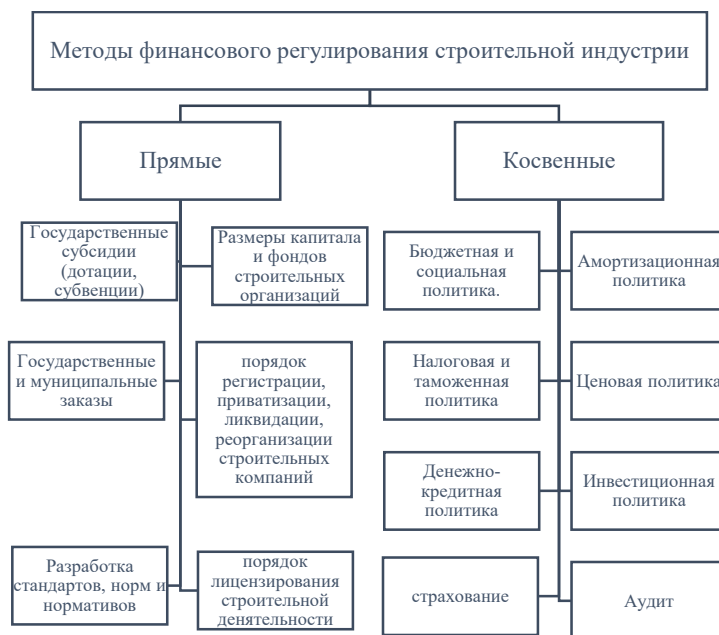 Методы финансового регулирования строительной индустрии
Прямые
Косвенные
Государственные
субсидии
(дотации,
субвенции)
Размеры капитала
и фондов
строительных
организаций
Государственные
и муниципальные
заказы
порядок
регистрации,
приватизации,
ликвидации,
реорганизации
строительных
компаний
Разработка
стандартов, норм и
нормативов
порядок
лицензирования
строительной
денятельности
Бюджетная и
социальная
политика.
Амортизационная
политика
Налоговая и
таможенная
политика
Ценовая политика
Денежно-
кредитная
политика
Инвестиционная
политика
страхование
Аудит